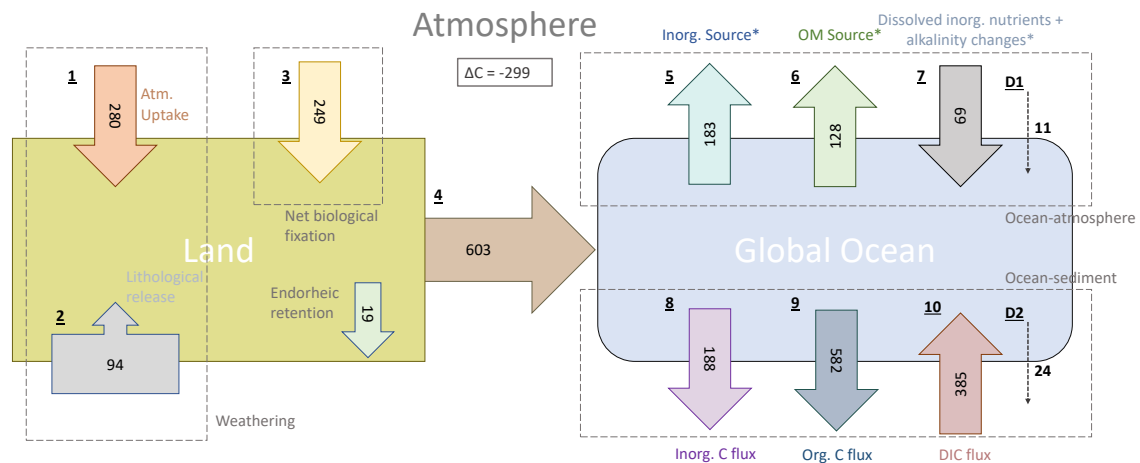 Atmosphere
Inorg. Source*
OM Source*
Dissolved inorg. nutrients +
alkalinity changes*
ΔC = -299
1
280
Atm.
Uptake
3
249
Net biological
fixation
4
603
Land
Lithological
release
2
94
Endorheic
retention
19
Weathering
5
183
6
128
7
69
D1
11
Ocean-atmosphere
Global Ocean
Ocean-sediment
8
188
9
582
10
385
D2
24
Inorg. C flux
Org. C flux
DIC flux